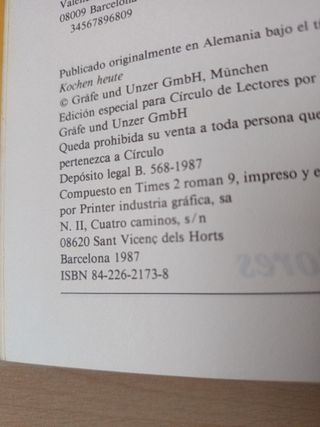 08009 Barcelona
34567896809
Publicado originalmente en Alemania bajo el
Kochen heute
© Gräfe und Unzer GmbH, München
Edición especial para Círculo de Lectores por
Gräfe und Unzer GmbH
Queda prohibida su venta a toda persona que
pertenezca a Círculo
Depósito legal B. 568-1987
Compuesto en Times 2 roman 9, impreso y e
por Printer industria gráfica, sa
N. II, Cuatro caminos, s/n
08620 Sant Vicenç dels Horts
Barcelona 1987
ISBN 84-226-2173-8